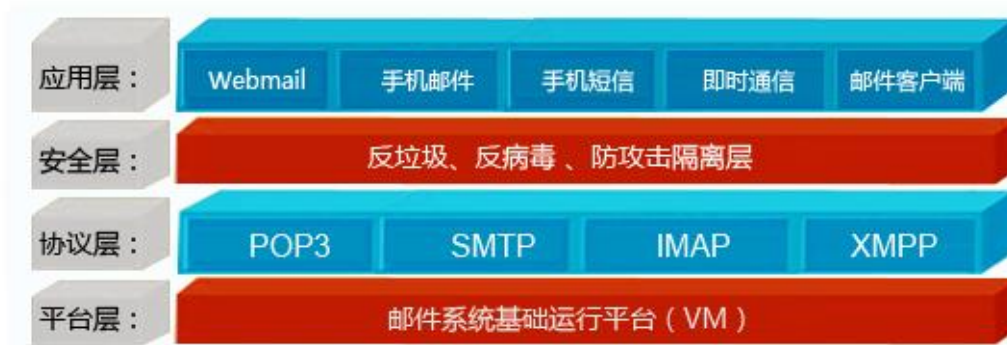 应用层：
Webmail 手机邮件 手机短信 即时通信 邮件客户端
安全层：
反垃圾、反病毒、防攻击隔离层
协议层：
POP3 SMTP IMAP XMPP
平台层：
邮件系统基础运行平台（VM）